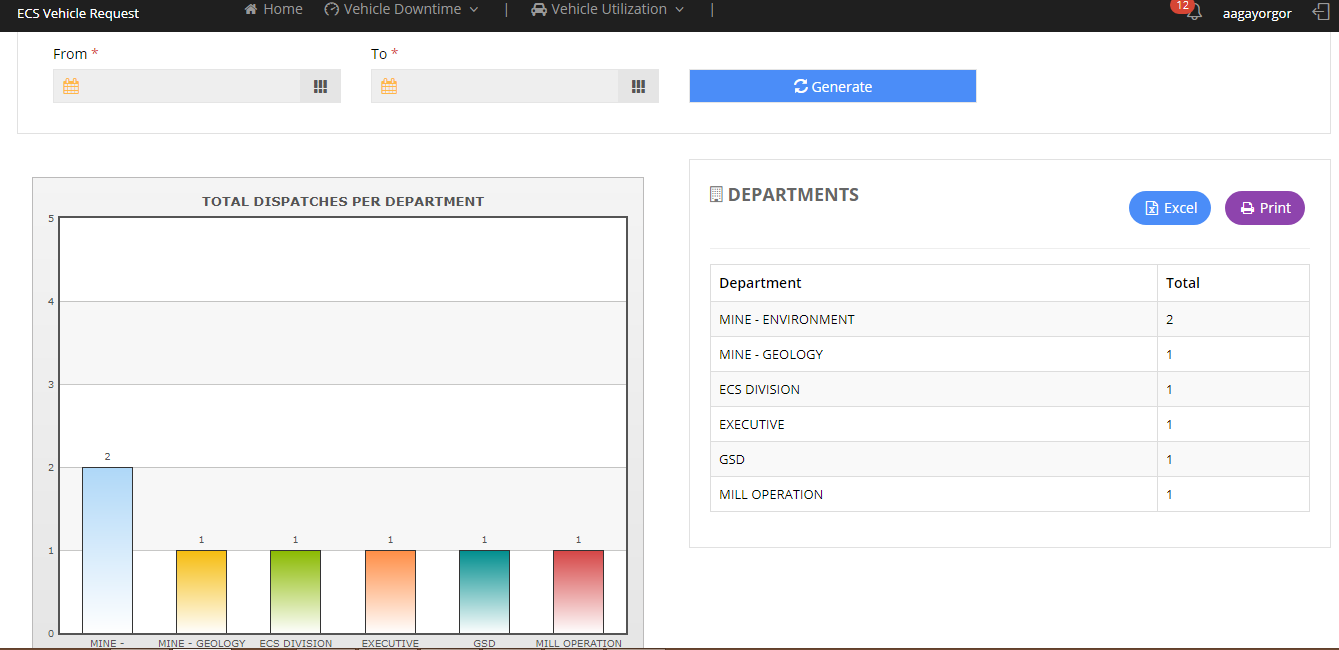 ECS Vehicle Request Home Vehicle Downtime | Vehicle Utilization | 12 aagayorgor
From * To *
Generate
TOTAL DISPATCHES PER DEPARTMENT
5
4
3
2
1
0
2
1
1
1
1
1
MINE - MINE - GEOLOGY ECS DIVISION EXECUTIVE GSD MILL OPERATION
DEPARTMENTS
Excel Print
Department Total
MINE - ENVIRONMENT 2
MINE - GEOLOGY 1
ECS DIVISION 1
EXECUTIVE 1
GSD 1
MILL OPERATION 1